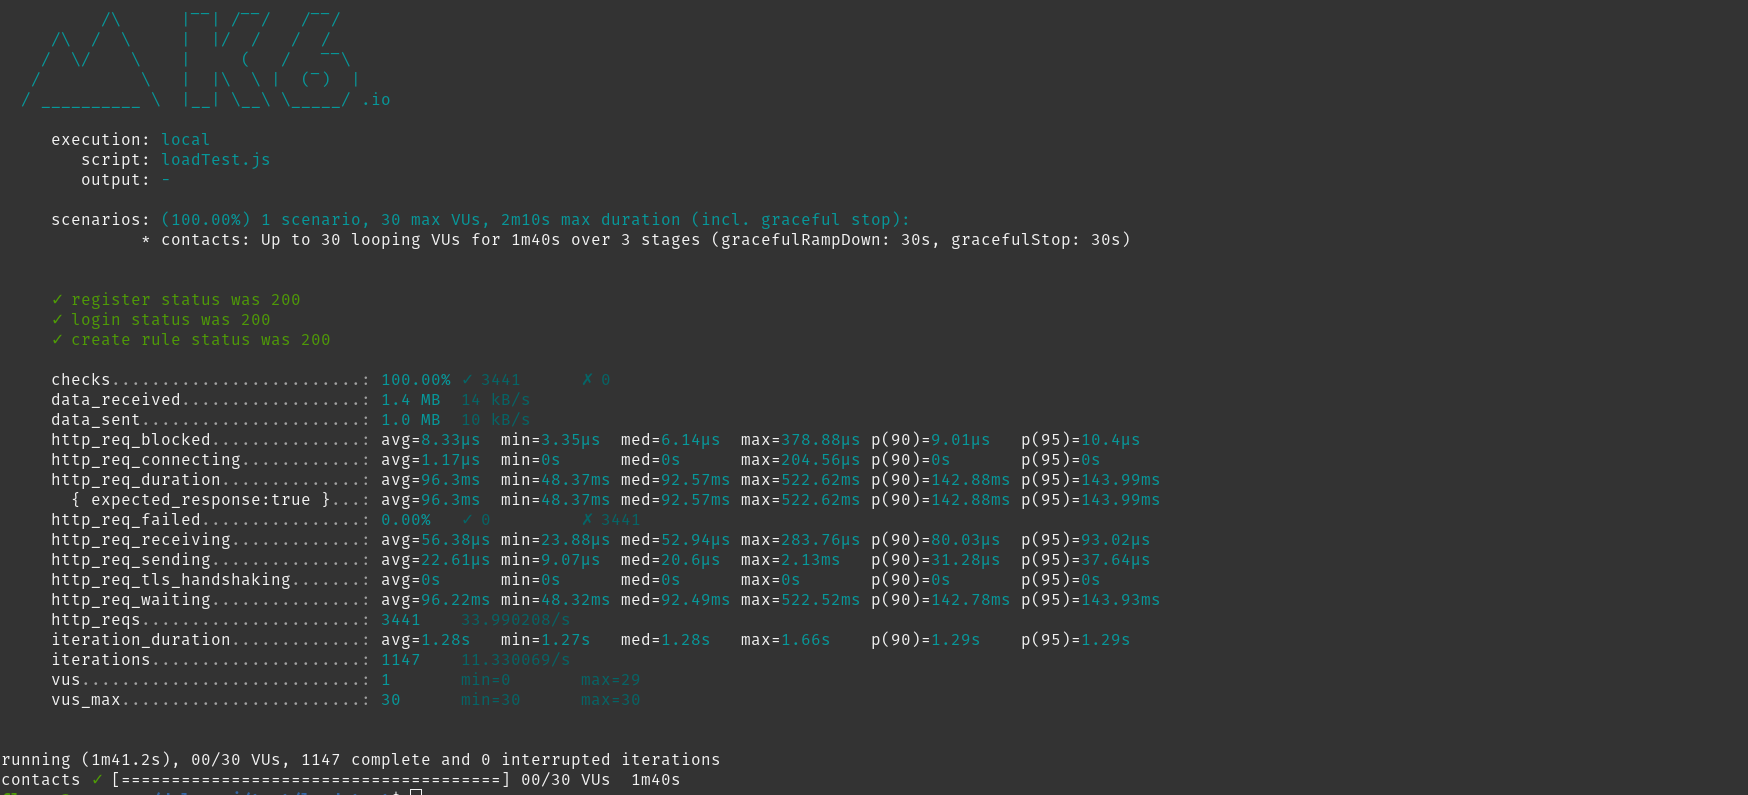 .io
execution: local
script: loadTest.js
output: -
scenarios: (100.00%) 1 scenario, 30 max VUs, 2m10s max duration (incl. graceful stop):
* contacts: Up to 30 looping VUs for 1m40s over 3 stages (gracefulRampDown: 30s, gracefulStop: 30s)
✓ register status was 200
✓ login status was 200
✓ create rule status was 200
checks.........................: 100.00% ✓ 3441 ✗ 0
data_received..................: 1.4 MB 14 kB/s
data_sent......................: 1.0 MB 10 kB/s
http_req_blocked...............: avg=8.33µs min=3.35µs med=6.14µs max=378.88µs p(90)=9.01µs p(95)=10.4µs
http_req_connecting............: avg=1.17µs min=0s med=0s max=204.56µs p(90)=0s p(95)=0s
http_req_duration..............: avg=96.3ms min=48.37ms med=92.57ms max=522.62ms p(90)=142.88ms p(95)=143.99ms
{ expected_response:true }...: avg=96.3ms min=48.37ms med=92.57ms max=522.62ms p(90)=142.88ms p(95)=143.99ms
http_req_failed................: 0.00% ✓ 0 ✗ 3441
http_req_receiving.............: avg=56.38µs min=23.88µs med=52.94µs max=283.76µs p(90)=80.03µs p(95)=93.02µs
http_req_sending...............: avg=22.61µs min=9.07µs med=20.6µs max=2.13ms p(90)=31.28µs p(95)=37.64µs
http_req_tls_handshaking.......: avg=0s min=0s med=0s max=0s p(90)=0s p(95)=0s
http_req_waiting...............: avg=96.22ms min=48.32ms med=92.49ms max=522.52ms p(90)=142.78ms p(95)=143.93ms
http_reqs......................: 3441 33.990208/s
iteration_duration.............: avg=1.28s min=1.27s med=1.28s max=1.66s p(90)=1.29s p(95)=1.29s
iterations.....................: 1147 11.330069/s
vus............................: 1 min=0 max=29
vus_max........................: 30 min=30 max=30
running (1m41.2s), 00/30 VUs, 1147 complete and 0 interrupted iterations
contacts ✓ [======================================] 00/30 VUs 1m40s